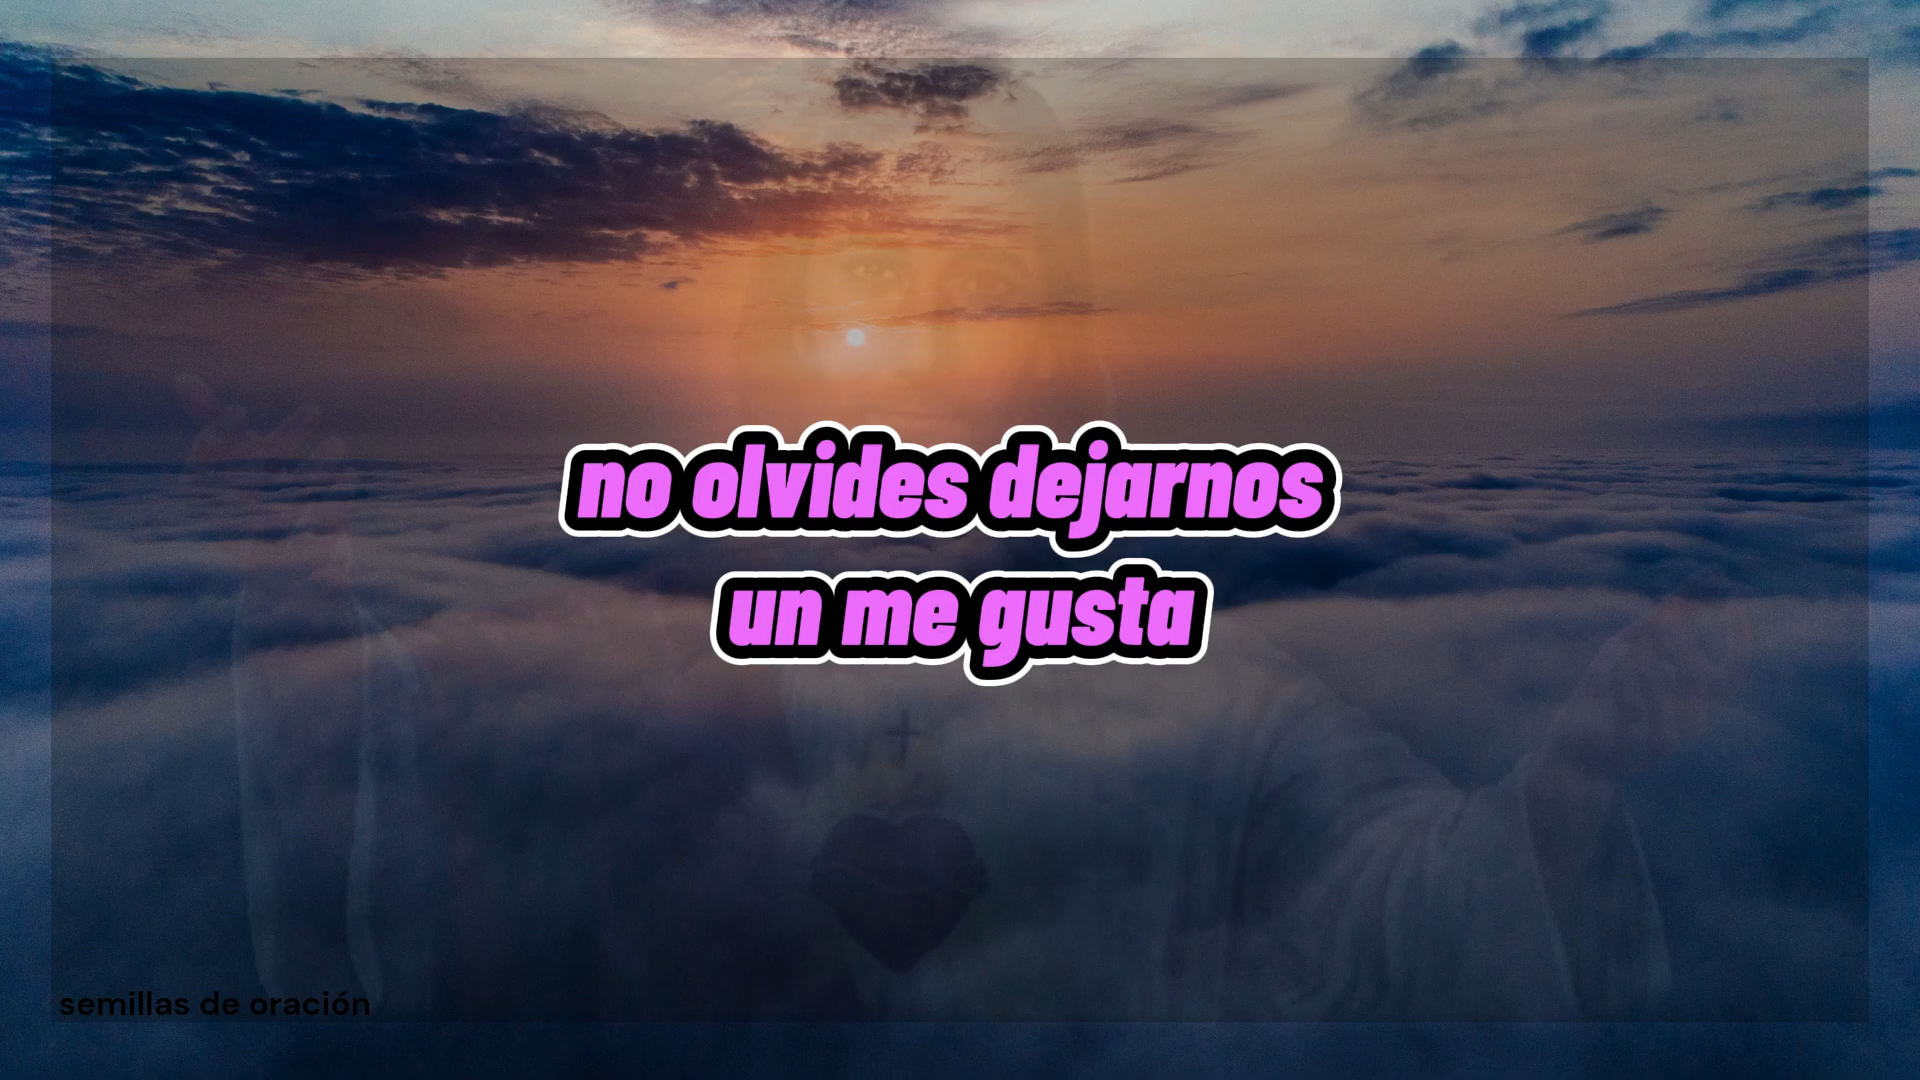 no olvides dejarnos
un me gusta
semillas de oración